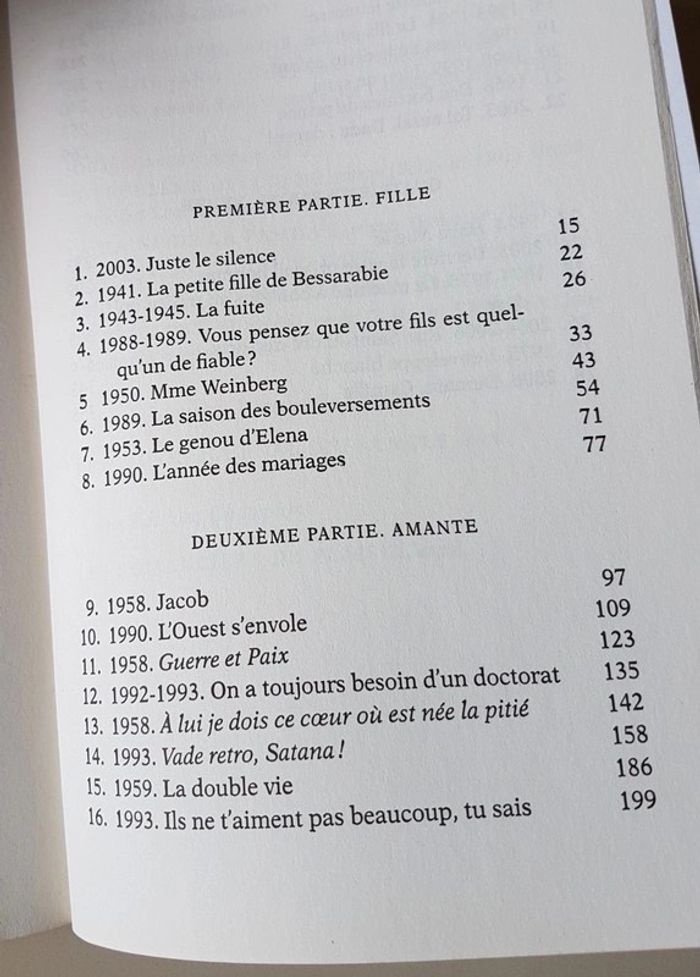 PREMIÈRE PARTIE. FILLE
1. 2003. Juste le silence 15
2. 1941. La petite fille de Bessarabie 22
3. 1943-1945. La fuite 26
4. 1988-1989. Vous pensez que votre fils est quel-
qu'un de fiable ? 33
5 1950. Mme Weinberg 43
6. 1989. La saison des bouleversements 54
7. 1953. Le genou d'Elena 71
8. 1990. L'année des mariages 77
DEUXIÈME PARTIE. AMANTE
9. 1958. Jacob 97
10. 1990. L'Ouest s'envole 109
11. 1958. Guerre et Paix 123
12. 1992-1993. On a toujours besoin d'un doctorat 135
13. 1958. À lui je dois ce cœur où est née la pitié 142
14. 1993. Vade retro, Satana ! 158
15. 1959. La double vie 186
16. 1993. Ils ne t'aiment pas beaucoup, tu sais 199